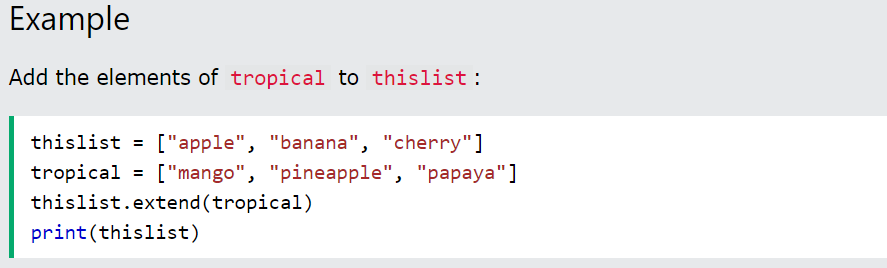 Example
Add the elements of tropical to thislist:
thislist = ["apple", "banana", "cherry"]
tropical = ["mango", "pineapple", "papaya"]
thislist.extend(tropical)
print(thislist)